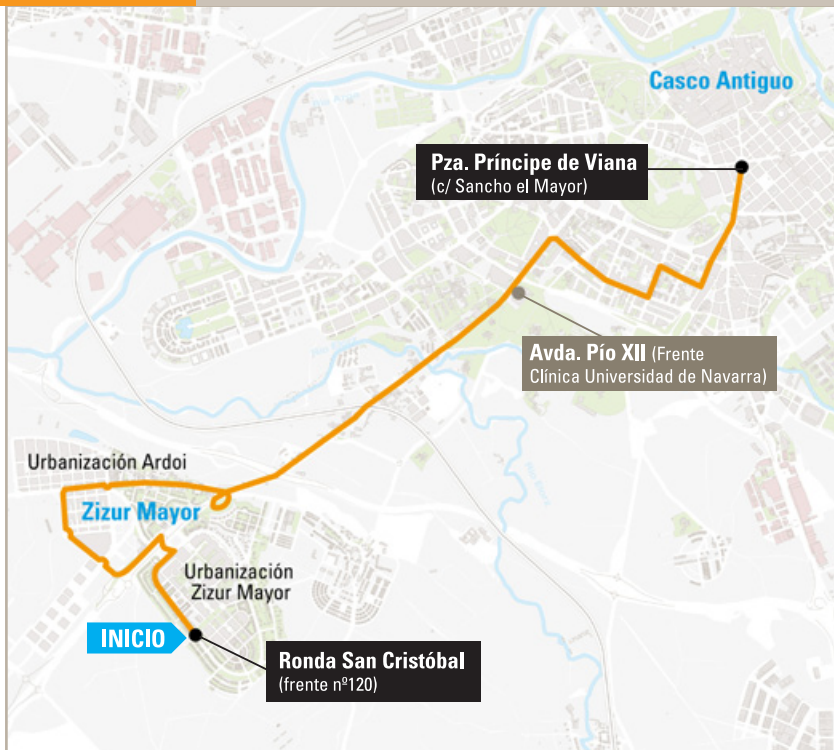 Casco Antiguo
Pza. Príncipe de Viana
(c/ Sancho el Mayor)
Avda. Pío XII (Frente
Clínica Universidad de Navarra)
Urbanización Ardoi
Zizur Mayor
Urbanización
Zizur Mayor
INICIO
Ronda San Cristóbal
(frente nº120)